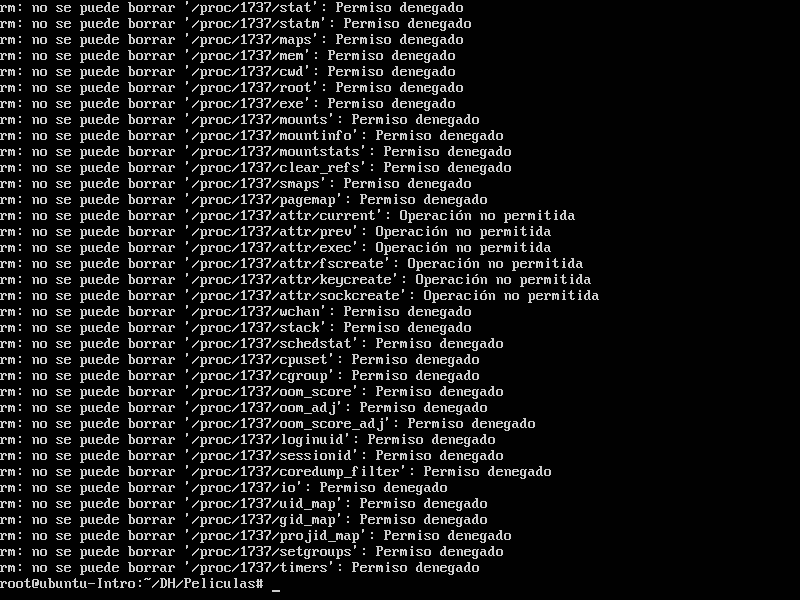 rm: no se puede borrar '/proc/1737/stat': Permiso denegado
rm: no se puede borrar '/proc/1737/statm': Permiso denegado
rm: no se puede borrar '/proc/1737/maps': Permiso denegado
rm: no se puede borrar '/proc/1737/mem': Permiso denegado
rm: no se puede borrar '/proc/1737/cwd': Permiso denegado
rm: no se puede borrar '/proc/1737/root': Permiso denegado
rm: no se puede borrar '/proc/1737/exe': Permiso denegado
rm: no se puede borrar '/proc/1737/mounts': Permiso denegado
rm: no se puede borrar '/proc/1737/mountinfo': Permiso denegado
rm: no se puede borrar '/proc/1737/mountstats': Permiso denegado
rm: no se puede borrar '/proc/1737/clear_refs': Permiso denegado
rm: no se puede borrar '/proc/1737/smaps': Permiso denegado
rm: no se puede borrar '/proc/1737/pagemap': Permiso denegado
rm: no se puede borrar '/proc/1737/attr/current': Operación no permitida
rm: no se puede borrar '/proc/1737/attr/prev': Operación no permitida
rm: no se puede borrar '/proc/1737/attr/exec': Operación no permitida
rm: no se puede borrar '/proc/1737/attr/fscreate': Operación no permitida
rm: no se puede borrar '/proc/1737/attr/keycreate': Operación no permitida
rm: no se puede borrar '/proc/1737/attr/sockcreate': Operación no permitida
rm: no se puede borrar '/proc/1737/wchan': Permiso denegado
rm: no se puede borrar '/proc/1737/stack': Permiso denegado
rm: no se puede borrar '/proc/1737/schedstat': Permiso denegado
rm: no se puede borrar '/proc/1737/cpuset': Permiso denegado
rm: no se puede borrar '/proc/1737/cgroup': Permiso denegado
rm: no se puede borrar '/proc/1737/oom_score': Permiso denegado
rm: no se puede borrar '/proc/1737/oom_adj': Permiso denegado
rm: no se puede borrar '/proc/1737/oom_score_adj': Permiso denegado
rm: no se puede borrar '/proc/1737/loginuid': Permiso denegado
rm: no se puede borrar '/proc/1737/sessionid': Permiso denegado
rm: no se puede borrar '/proc/1737/coredump_filter': Permiso denegado
rm: no se puede borrar '/proc/1737/io': Permiso denegado
rm: no se puede borrar '/proc/1737/uid_map': Permiso denegado
rm: no se puede borrar '/proc/1737/gid_map': Permiso denegado
rm: no se puede borrar '/proc/1737/projid_map': Permiso denegado
rm: no se puede borrar '/proc/1737/setgroups': Permiso denegado
rm: no se puede borrar '/proc/1737/timers': Permiso denegado
root@ubuntu-Intro:~/DH/Peliculas# _